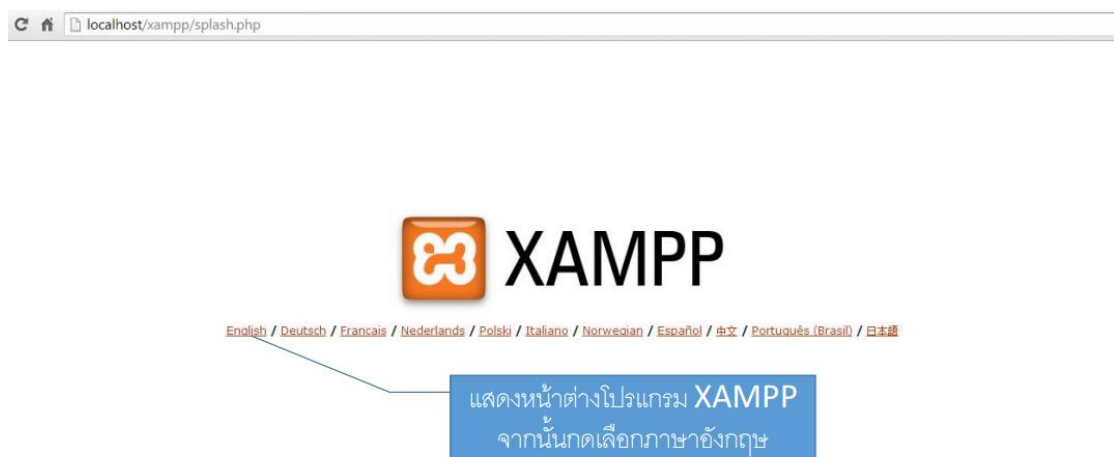 localhost/xampp/splash.php
XAMPP
English / Deutsch / Francais / Nederlands / Polski / Italiano / Norwegian / Español / 中文 / Português (Brasil) / 日本語
แสดงหน้าต่างโปรแกรม XAMPP
จากนั้นกดเลือกภาษาอังกฤษ